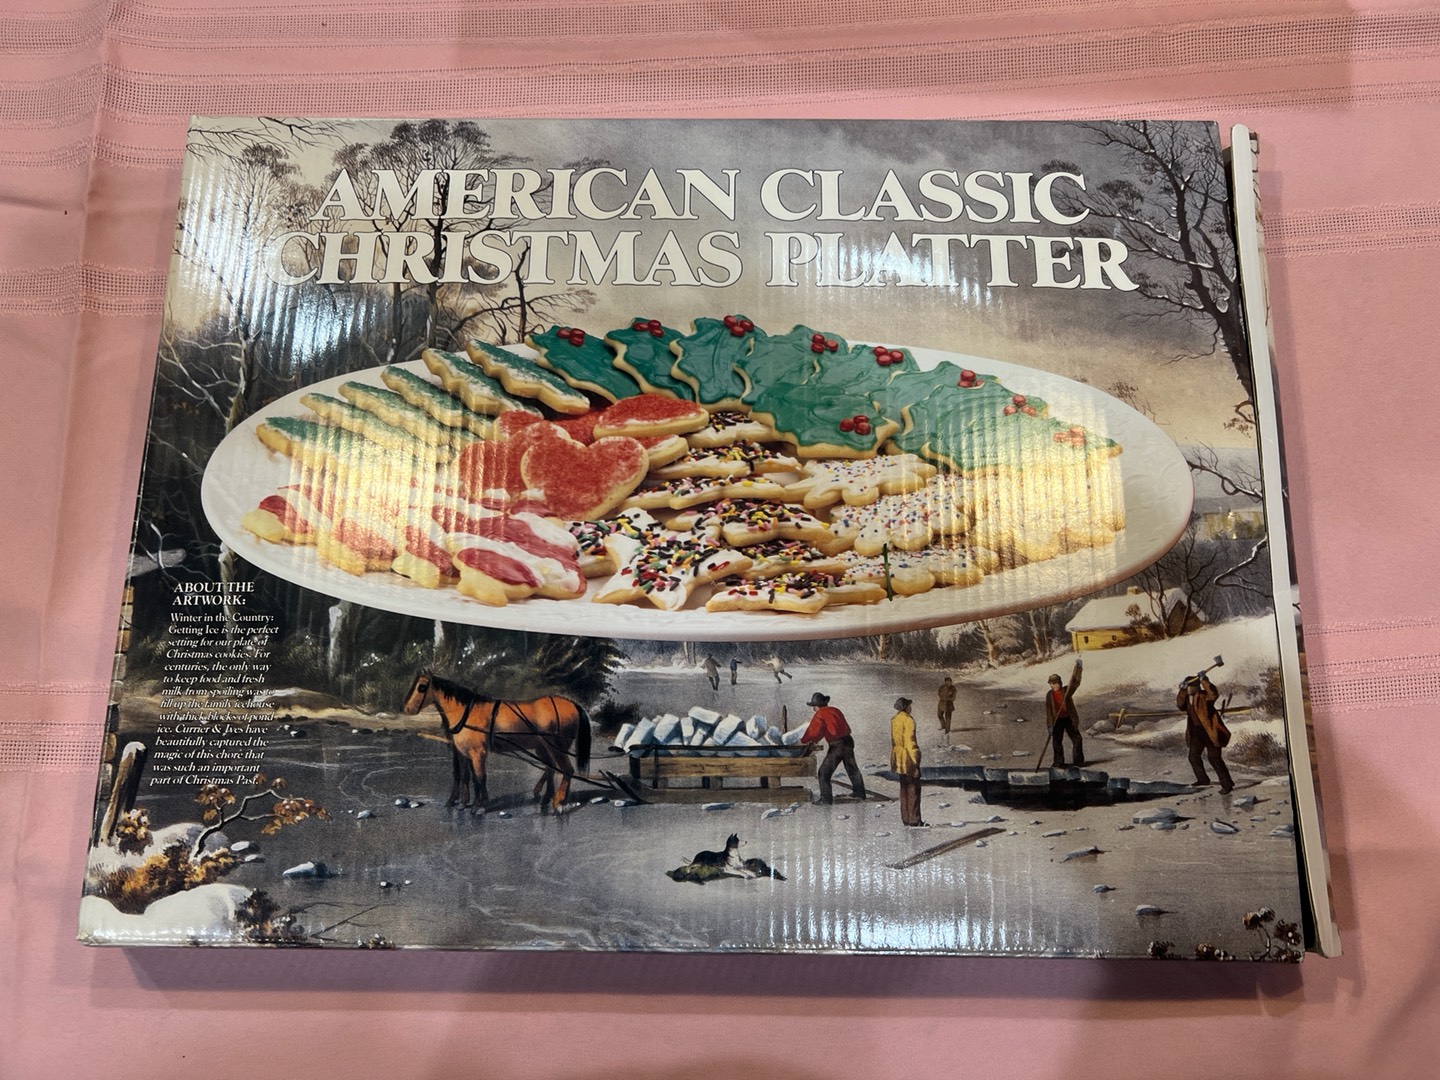 AMERICAN CLASSIC
CHRISTMAS PLATTER
ABOUT THE
ARTWORK:
Winter in the Country:
Getting Ice is the perfect
setting for our plate of
Christmas cookies. For
centuries, the only way
to keep food and fresh
milk from spoiling was to
fill up the family icehouse
with thick blocks of pond
ice. Currier & Ives have
beautifully captured the
magic of this chore that
was such an important
part of Christmas Past.